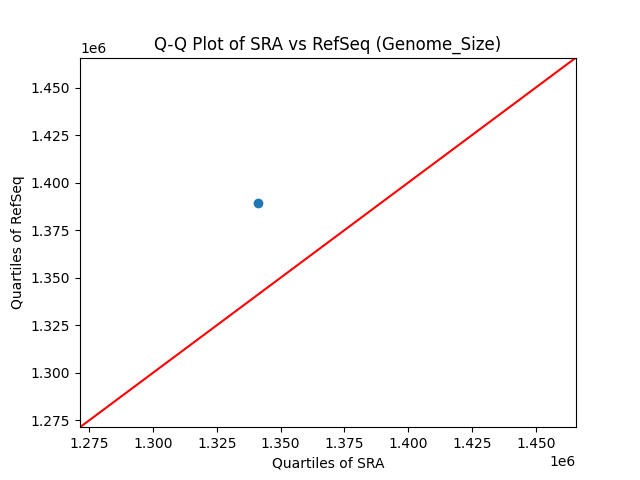 Q-Q Plot of SRA vs RefSeq (Genome_Size)
1e6
1.450
1.425
1.400
1.375
1.350
1.325
1.300
1.275
Quartiles of RefSeq
1.275 1.300 1.325 1.350 1.375 1.400 1.425 1.450
Quartiles of SRA
1e6